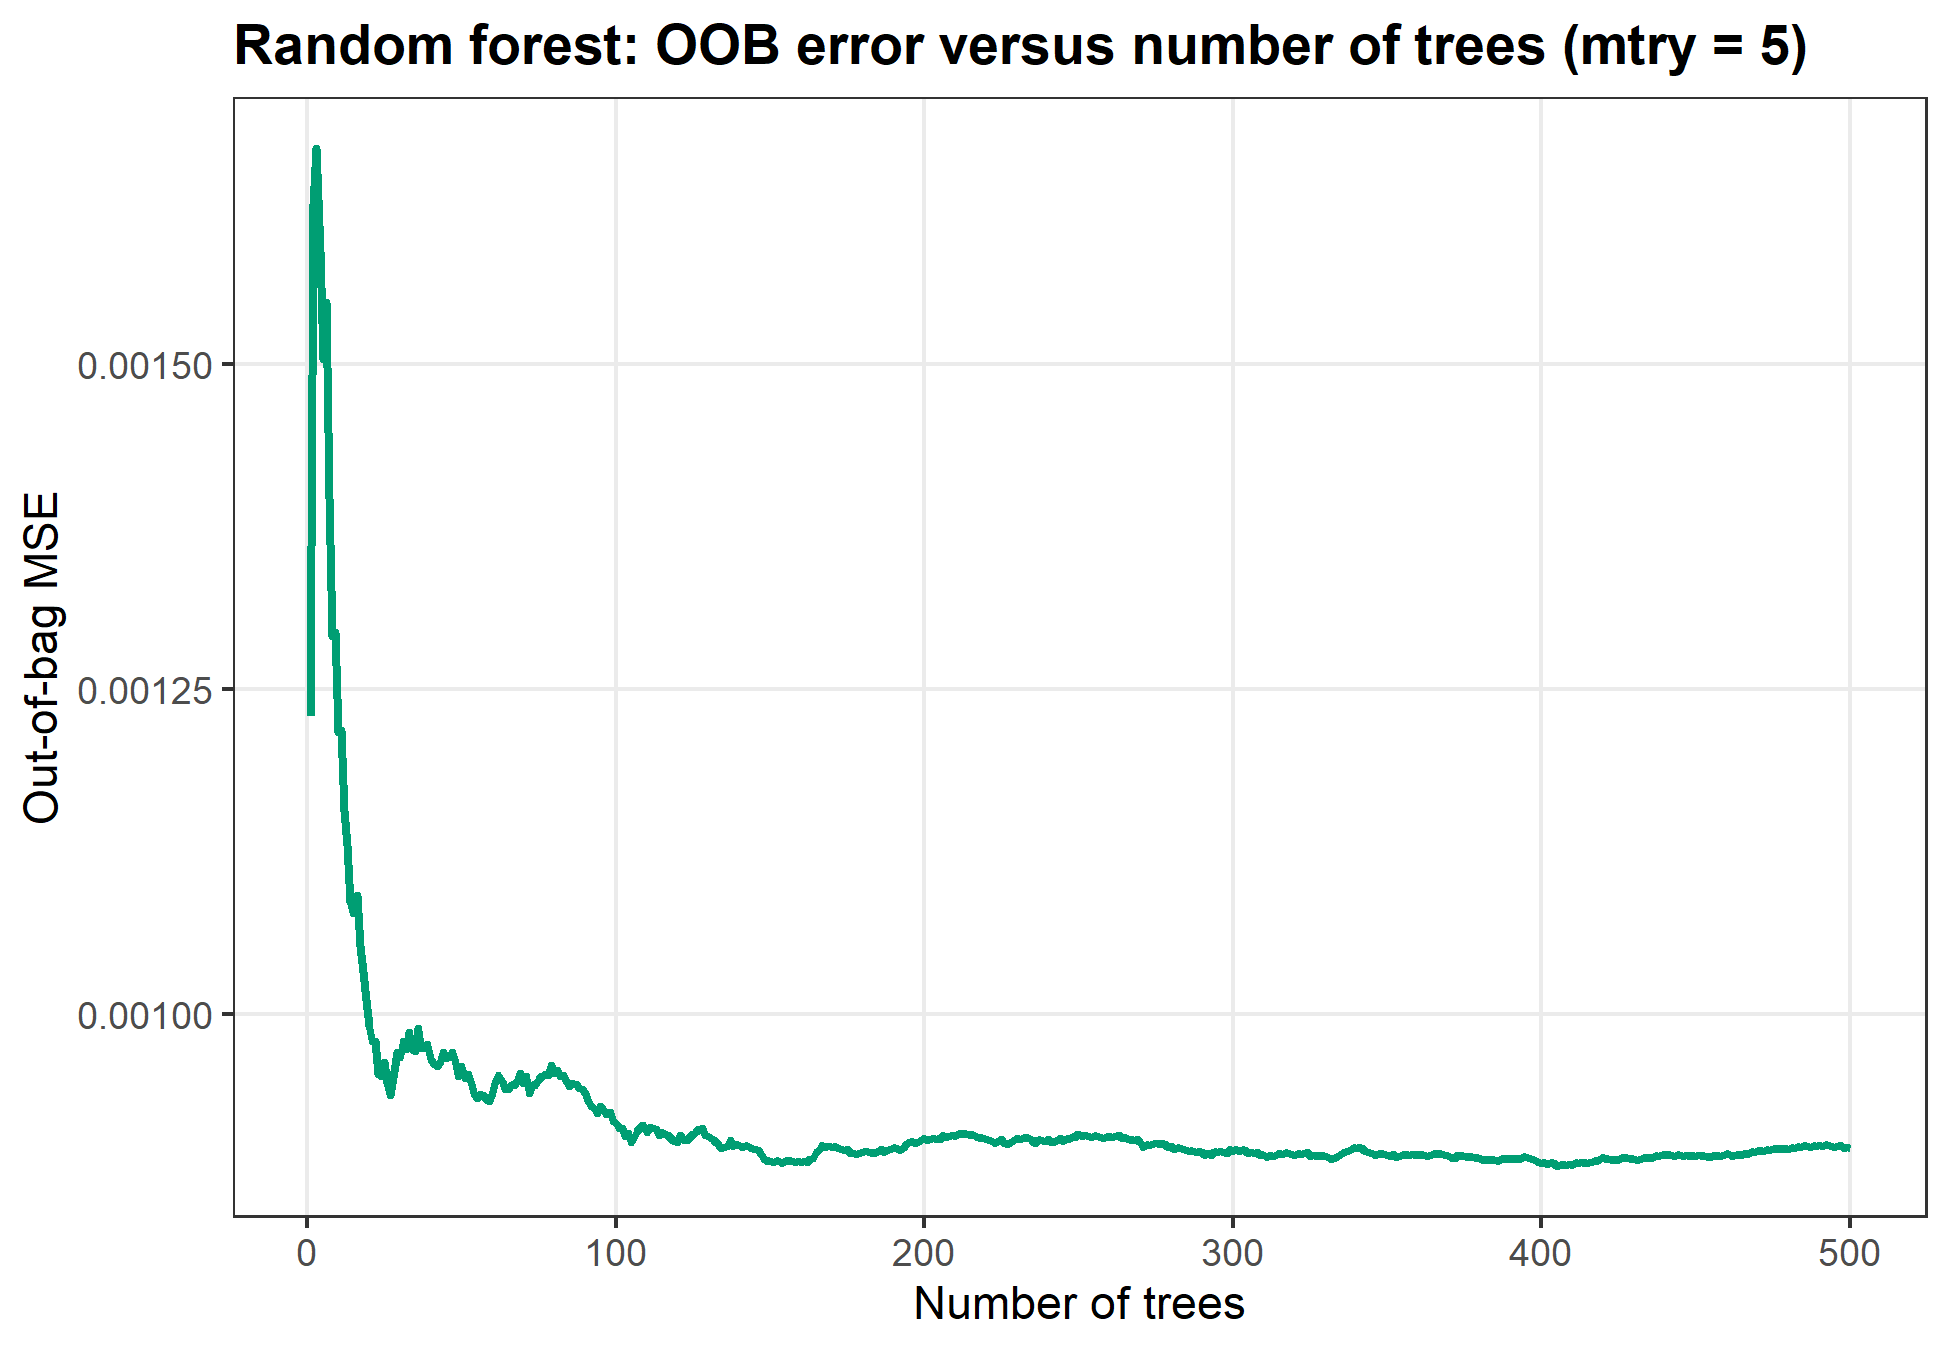 Random forest: OOB error versus number of trees (mtry = 5)
Out-of-bag MSE
0.00150
0.00125
0.00100
0 100 200 300 400 500
Number of trees